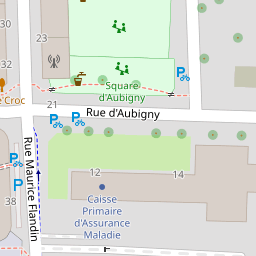 23
Square
d'Aubigny
Croc
21
Rue d'Aubigny
P
Rue Maurice Flandin
12
14
38
Caisse
Primaire
d'Assurance
Maladie